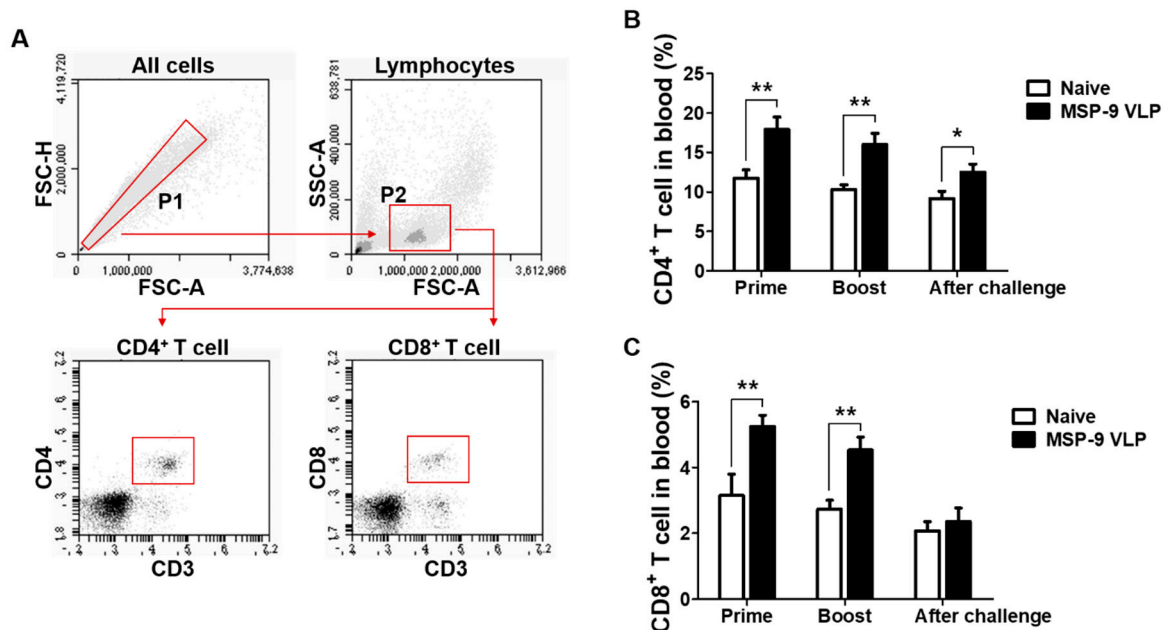 A
All cells
4,119,720
2,000,000
0
FSC-H
P1
0
1,000,000
3,774,638
FSC-A
Lymphocytes
638,781
400,000
200,000
0
SSC-A
P2
0
1,000,000 2,000,000
3,612,966
FSC-A
CD4⁺ T cell
CD4
CD3
CD8⁺ T cell
CD8
CD3
B
CD4⁺ T cell in blood (%)
25
20
15
10
5
0
**
**
*
Naive
MSP-9 VLP
Prime Boost After challenge
C
CD8⁺ T cell in blood (%)
6
4
2
0
**
**
Naive
MSP-9 VLP
Prime Boost After challenge